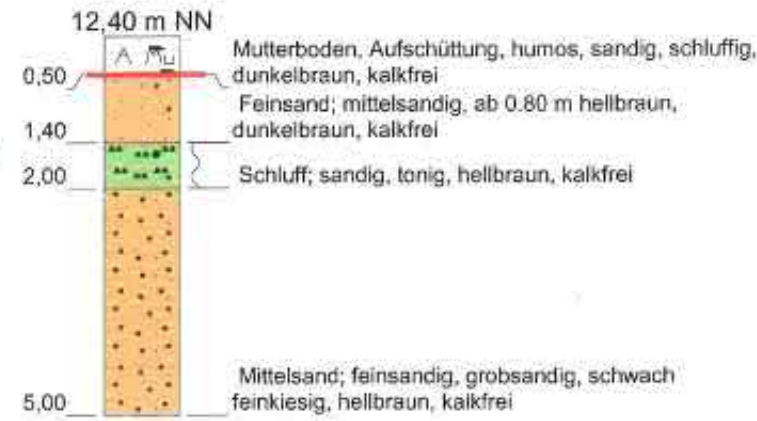 12,40 m NN
Mutterboden, Aufschüttung, humos, sandig, schluffig,
0,50 dunkelbraun, kalkfrei
Feinsand; mittelsandig, ab 0.80 m hellbraun,
1,40 dunkelbraun, kalkfrei
2,00 Schluff; sandig, tonig, hellbraun, kalkfrei
Mittelsand; feinsandig, grobsandig, schwach
5,00 feinkiesig, hellbraun, kalkfrei